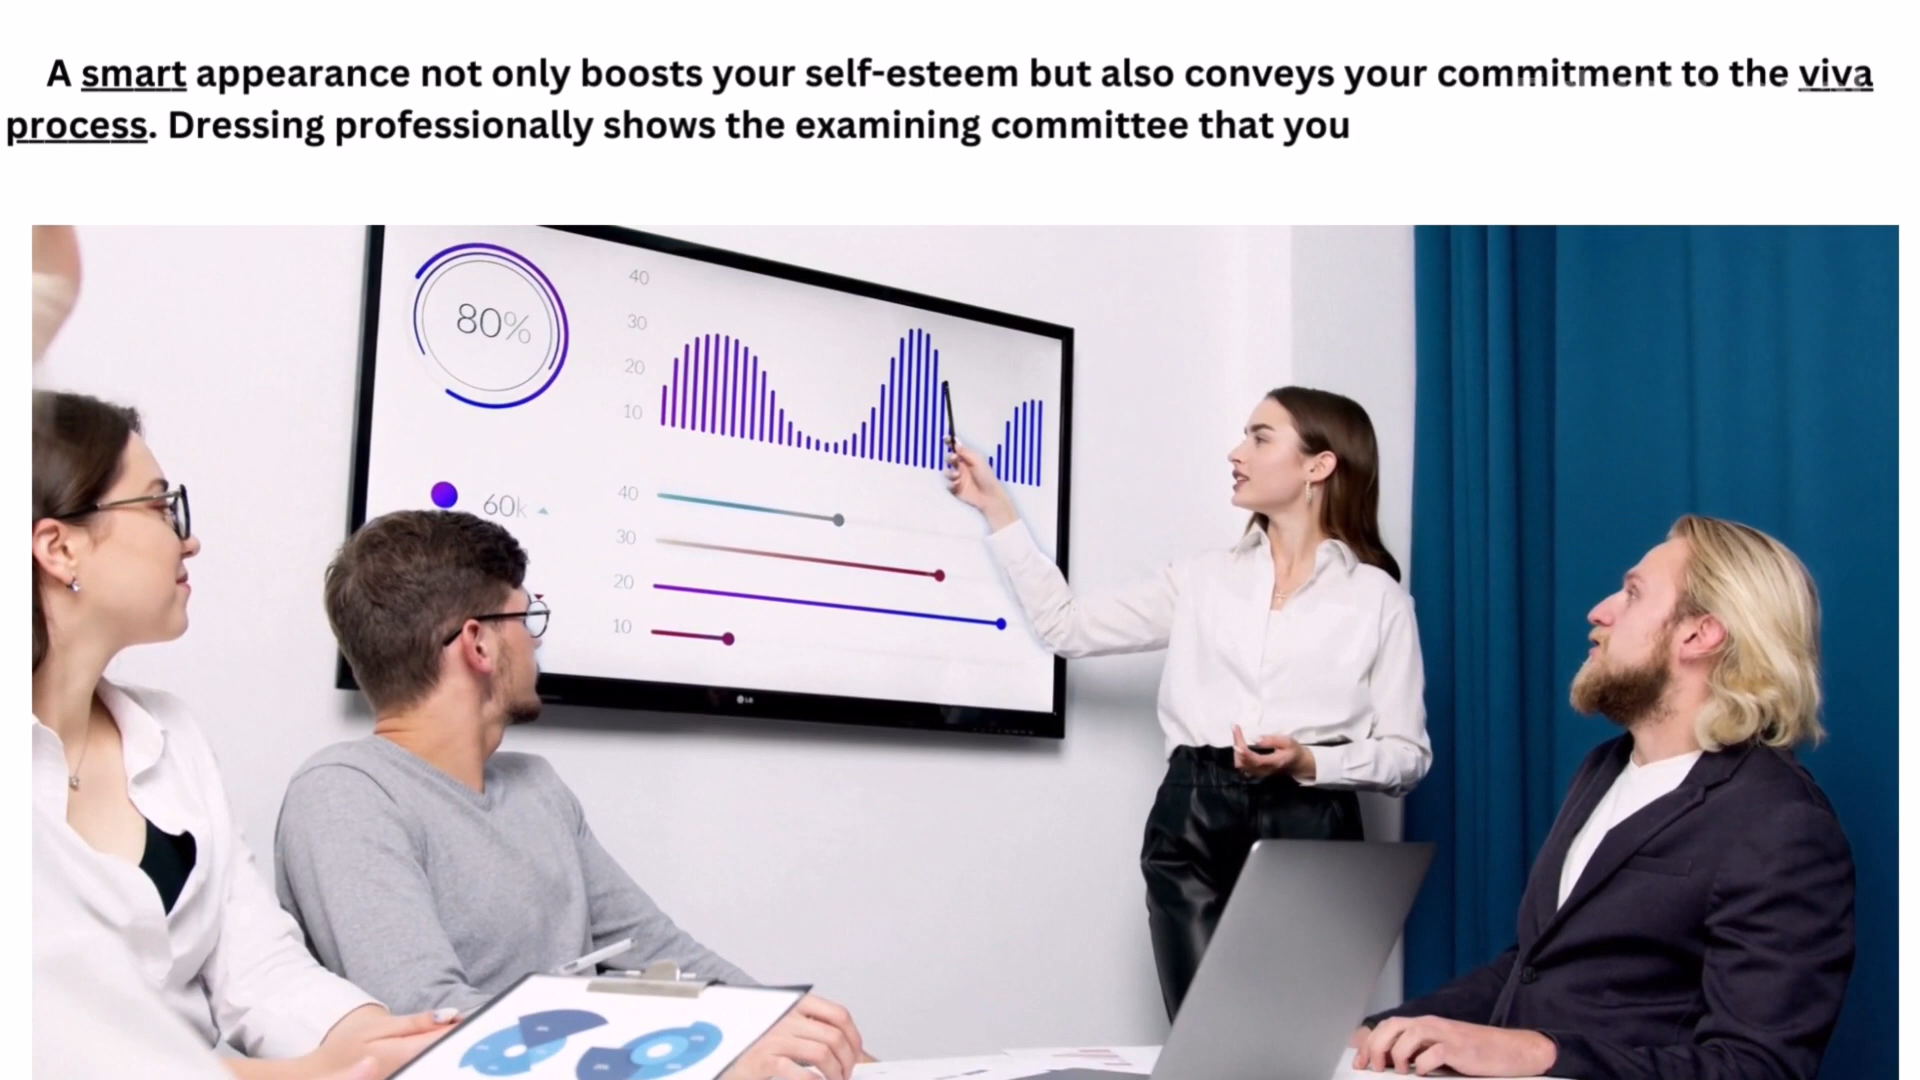 A smart appearance not only boosts your self-esteem but also conveys your commitment to the viva
process. Dressing professionally shows the examining committee that you
80%
40
30
20
10
60k
40
30
20
10
LG